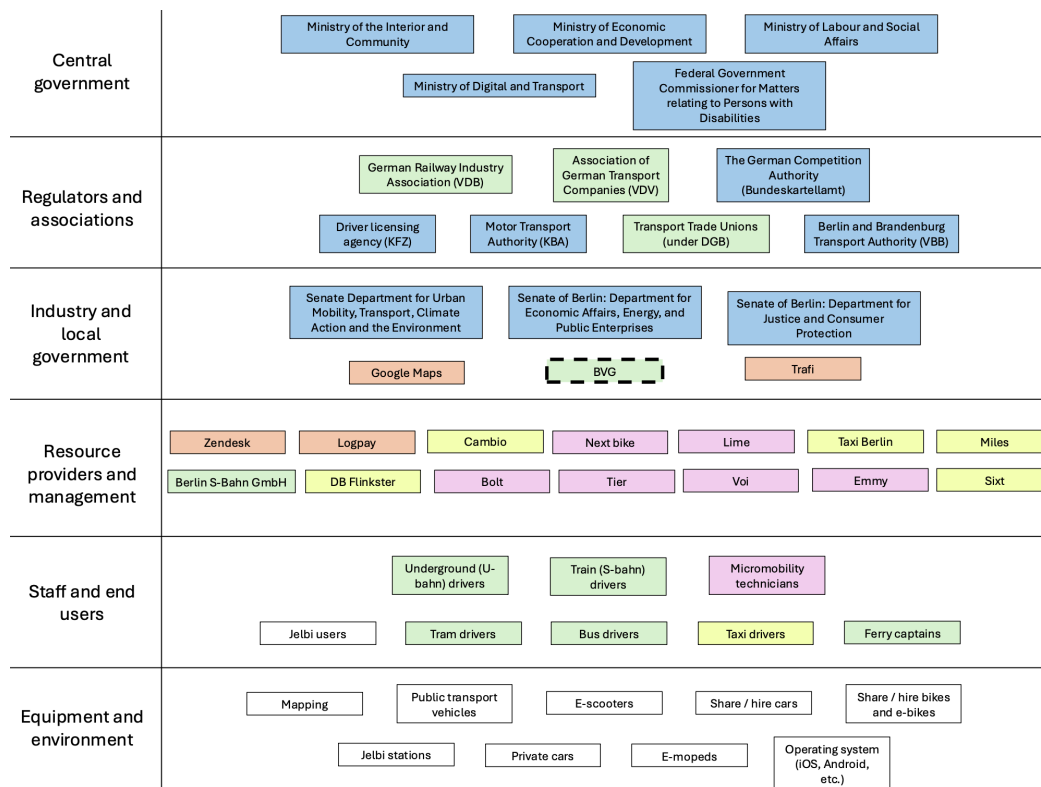 Central
government
Ministry of the Interior and
Community
Ministry of Economic
Cooperation and Development
Ministry of Labour and Social
Affairs
Ministry of Digital and Transport
Federal Government
Commissioner for Matters
relating to Persons with
Disabilities
Regulators and
associations
German Railway Industry
Association (VDB)
Association of
German Transport
Companies (VDV)
The German Competition
Authority
(Bundeskartellamt)
Driver licensing
agency (KFZ)
Motor Transport
Authority (KBA)
Transport Trade Unions
(under DGB)
Berlin and Brandenburg
Transport Authority (VBB)
Industry and
local
government
Senate Department for Urban
Mobility, Transport, Climate
Action and the Environment
Senate of Berlin: Department for
Economic Affairs, Energy, and
Public Enterprises
Senate of Berlin: Department for
Justice and Consumer
Protection
Google Maps
BVG
Trafi
Resource
providers and
management
Zendesk
Logpay
Cambio
Next bike
Lime
Taxi Berlin
Miles
Berlin S-Bahn GmbH
DB Flinkster
Bolt
Tier
Voi
Emmy
Sixt
Staff and end
users
Underground (U-
bahn) drivers
Train (S-bahn)
drivers
Micromobility
technicians
Jelbi users
Tram drivers
Bus drivers
Taxi drivers
Ferry captains
Equipment and
environment
Mapping
Public transport
vehicles
E-scooters
Share / hire cars
Share / hire bikes
and e-bikes
Jelbi stations
Private cars
E-mopeds
Operating system
(iOS, Android,
etc.)